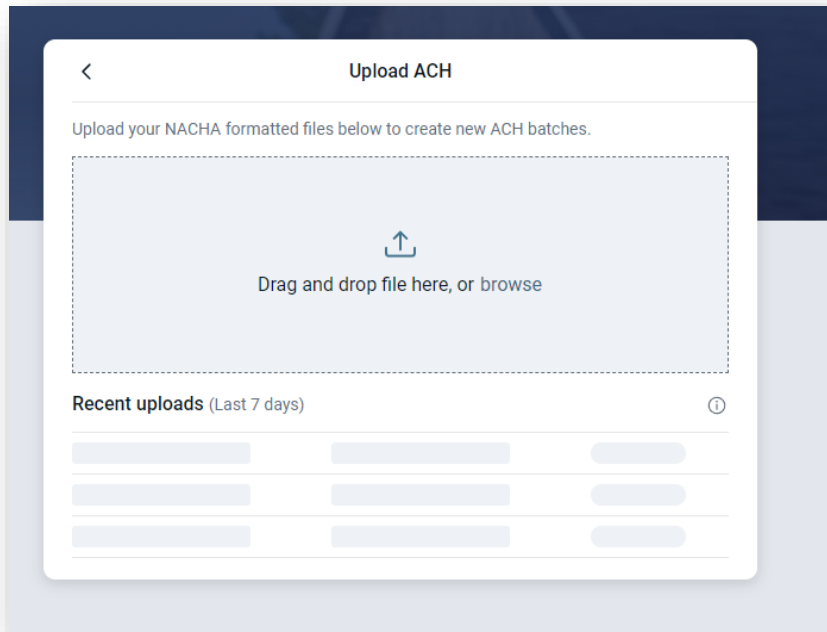 Upload ACH
Upload your NACHA formatted files below to create new ACH batches.
Drag and drop file here, or browse
Recent uploads (Last 7 days)